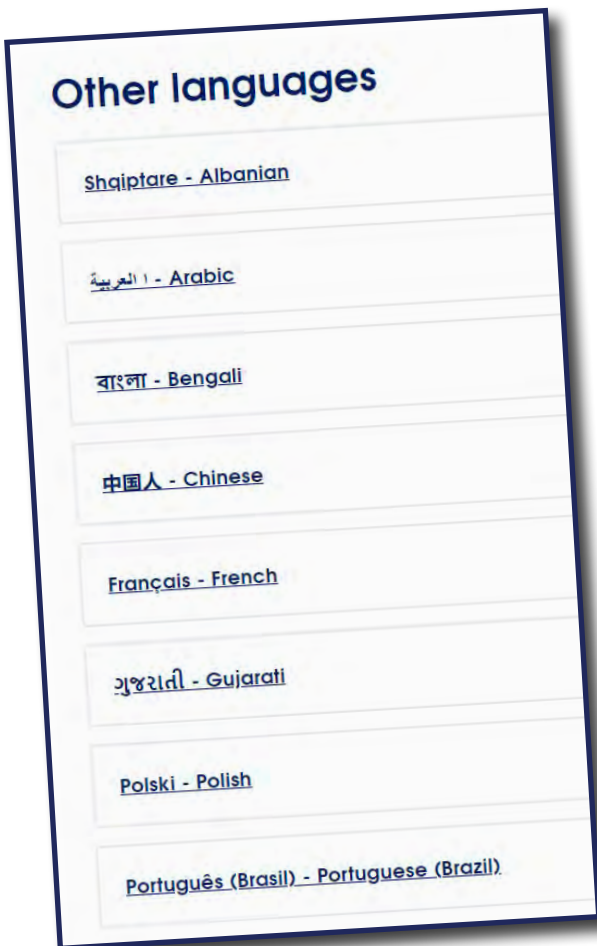 Other languages
Shqiptare - Albanian
ا العربية - Arabic
বাংলা - Bengali
中国人 - Chinese
Français - French
ગુજરાતી - Gujarati
Polski - Polish
Português (Brasil) - Portuguese (Brazil)